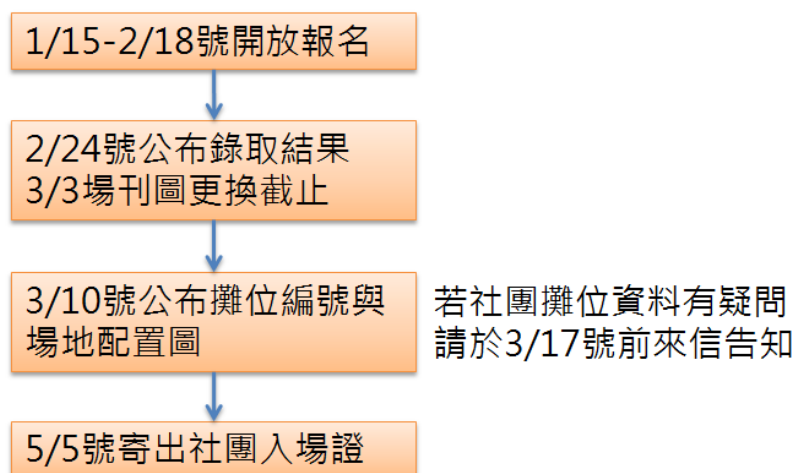 1/15-2/18號開放報名
2/24號公布錄取結果
3/3場刊圖更換截止
3/10號公布攤位編號與
場地配置圖
若社團攤位資料有疑問
請於3/17號前來信告知
5/5號寄出社團入場證